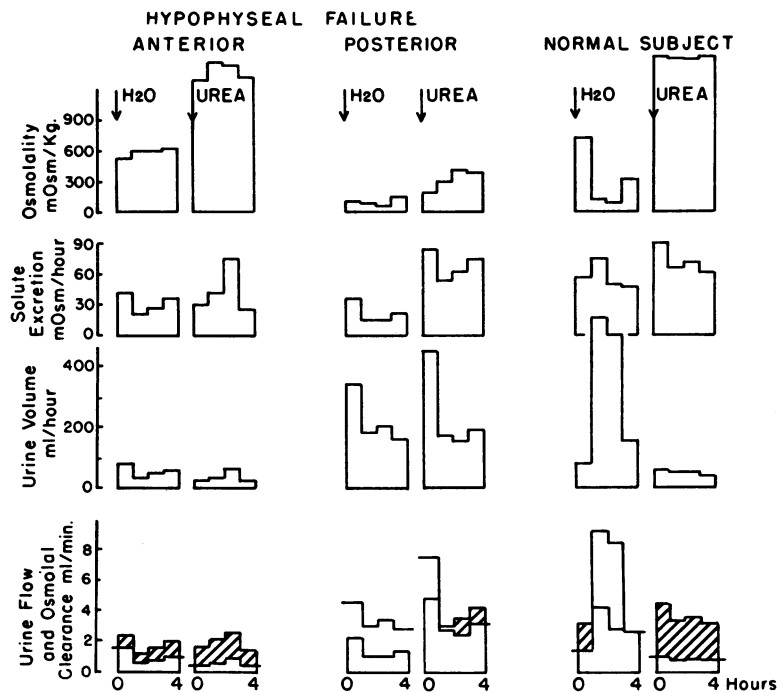 HYPOPHYSEAL FAILURE
ANTERIOR POSTERIOR NORMAL SUBJECT
H2O UREA H2O UREA H2O UREA
Osmolality
mOsm/Kg.
900
600
300
0
Solute
Excretion
mOsm/hour
90
60
30
0
Urine Volume
ml/hour
400
200
0
Urine Flow
and Osmolal
Clearance ml/min.
8
6
4
2
0
0 4 0 4 0 4 0 4 0 4 0 4 Hours